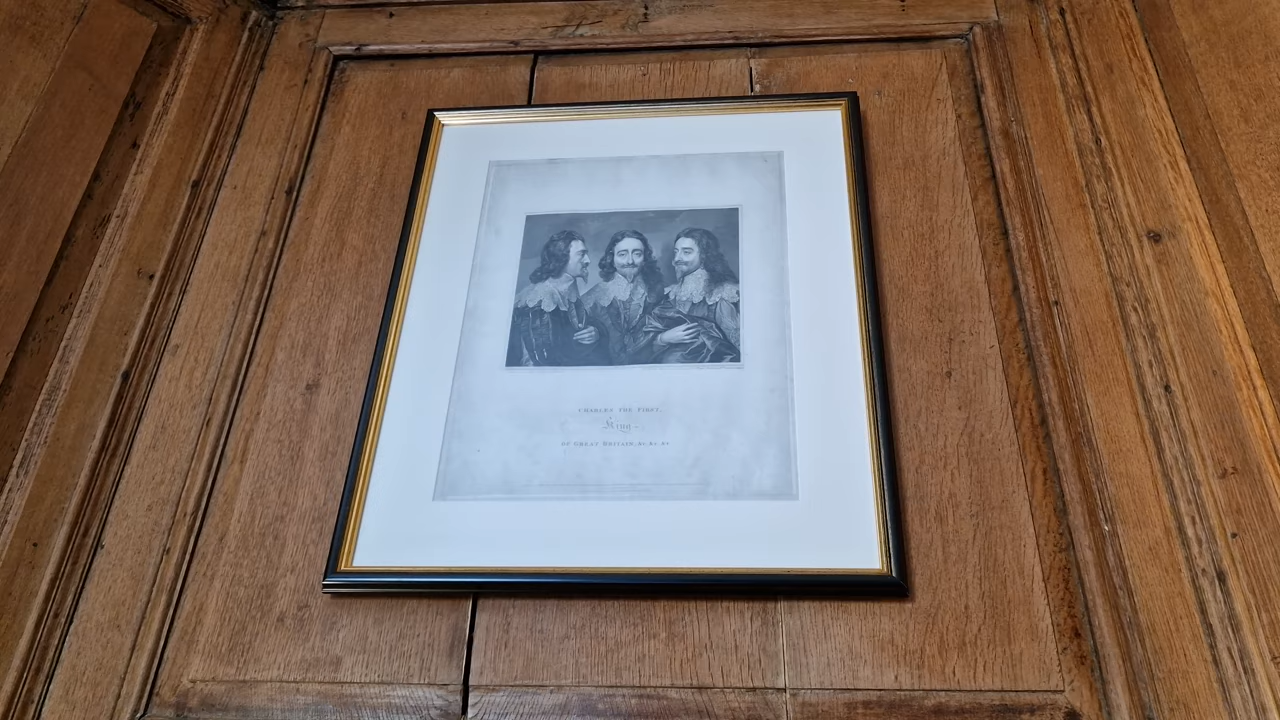 CHARLES THE FIRST,
King
OF GREAT BRITAIN, &c. &c. &c.